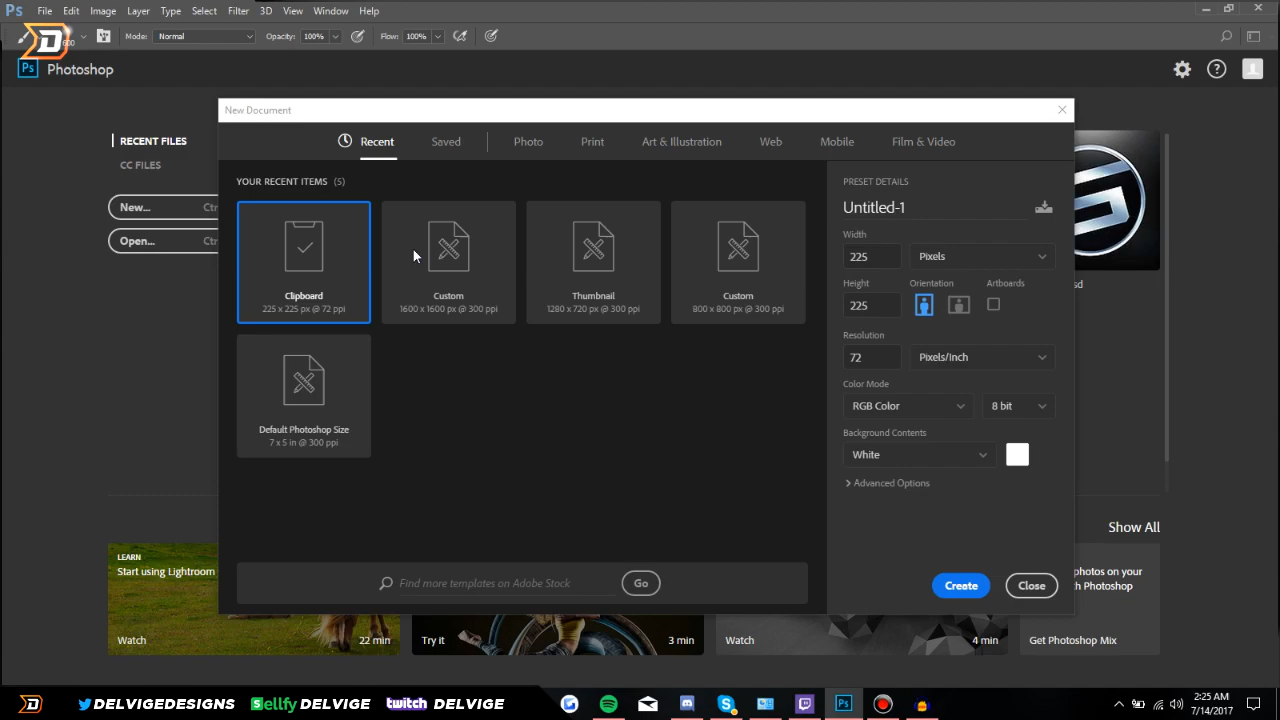 Ps File Edit Image Layer Type Select Filter 3D View Window Help
D 600 Mode: Normal Opacity: 100% Flow: 100%
Ps Photoshop
New Document
RECENT FILES
CC FILES
New... Ctr
Open... Ctr
Recent Saved Photo Print Art & Illustration Web Mobile Film & Video
YOUR RECENT ITEMS (5)
Clipboard
225 x 225 px @ 72 ppi
Custom
1600 x 1600 px @ 300 ppi
Thumbnail
1280 x 720 px @ 300 ppi
Custom
800 x 800 px @ 300 ppi
Default Photoshop Size
7 x 5 in @ 300 ppi
Find more templates on Adobe Stock Go
PRESET DETAILS
Untitled-1
Width
225 Pixels
Height Orientation Artboards
225
Resolution
72 Pixels/Inch
Color Mode
RGB Color 8 bit
Background Contents
White
Advanced Options
Create Close
sd
Show All
LEARN
Start using Lightroom
Watch 22 min
Try it 3 min
Watch 4 min
photos on your
h Photoshop
Get Photoshop Mix
D DELVIGEDESIGNS Sellfy DELVIGE twitch DELVIGE
Ps
2:25 AM
7/14/2017